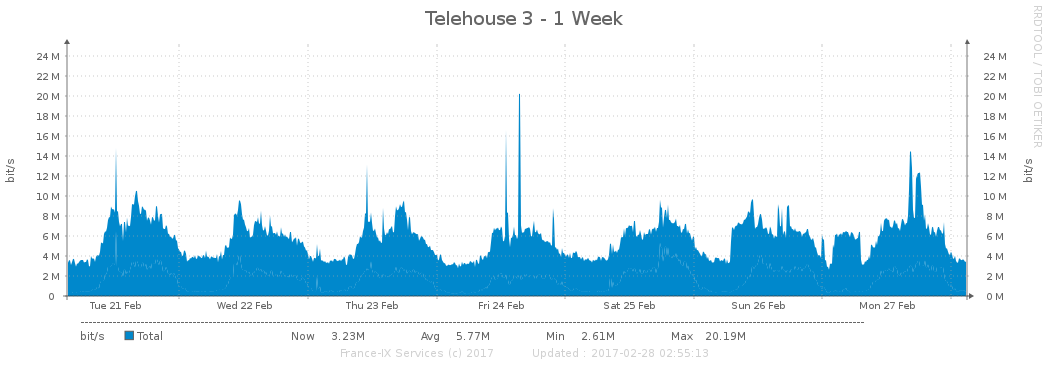 Telehouse 3 - 1 Week
RRDTOOL / TOBI OETIKER
bit/s
bit/s
24 M 24 M
22 M 22 M
20 M 20 M
18 M 18 M
16 M 16 M
14 M 14 M
12 M 12 M
10 M 10 M
8 M 8 M
6 M 6 M
4 M 4 M
2 M 2 M
0 0 M
Tue 21 Feb Wed 22 Feb Thu 23 Feb Fri 24 Feb Sat 25 Feb Sun 26 Feb Mon 27 Feb
bit/s Total Now 3.23M Avg 5.77M Min 2.61M Max 20.19M
France-IX Services (c) 2017 Updated : 2017-02-28 02:55:13